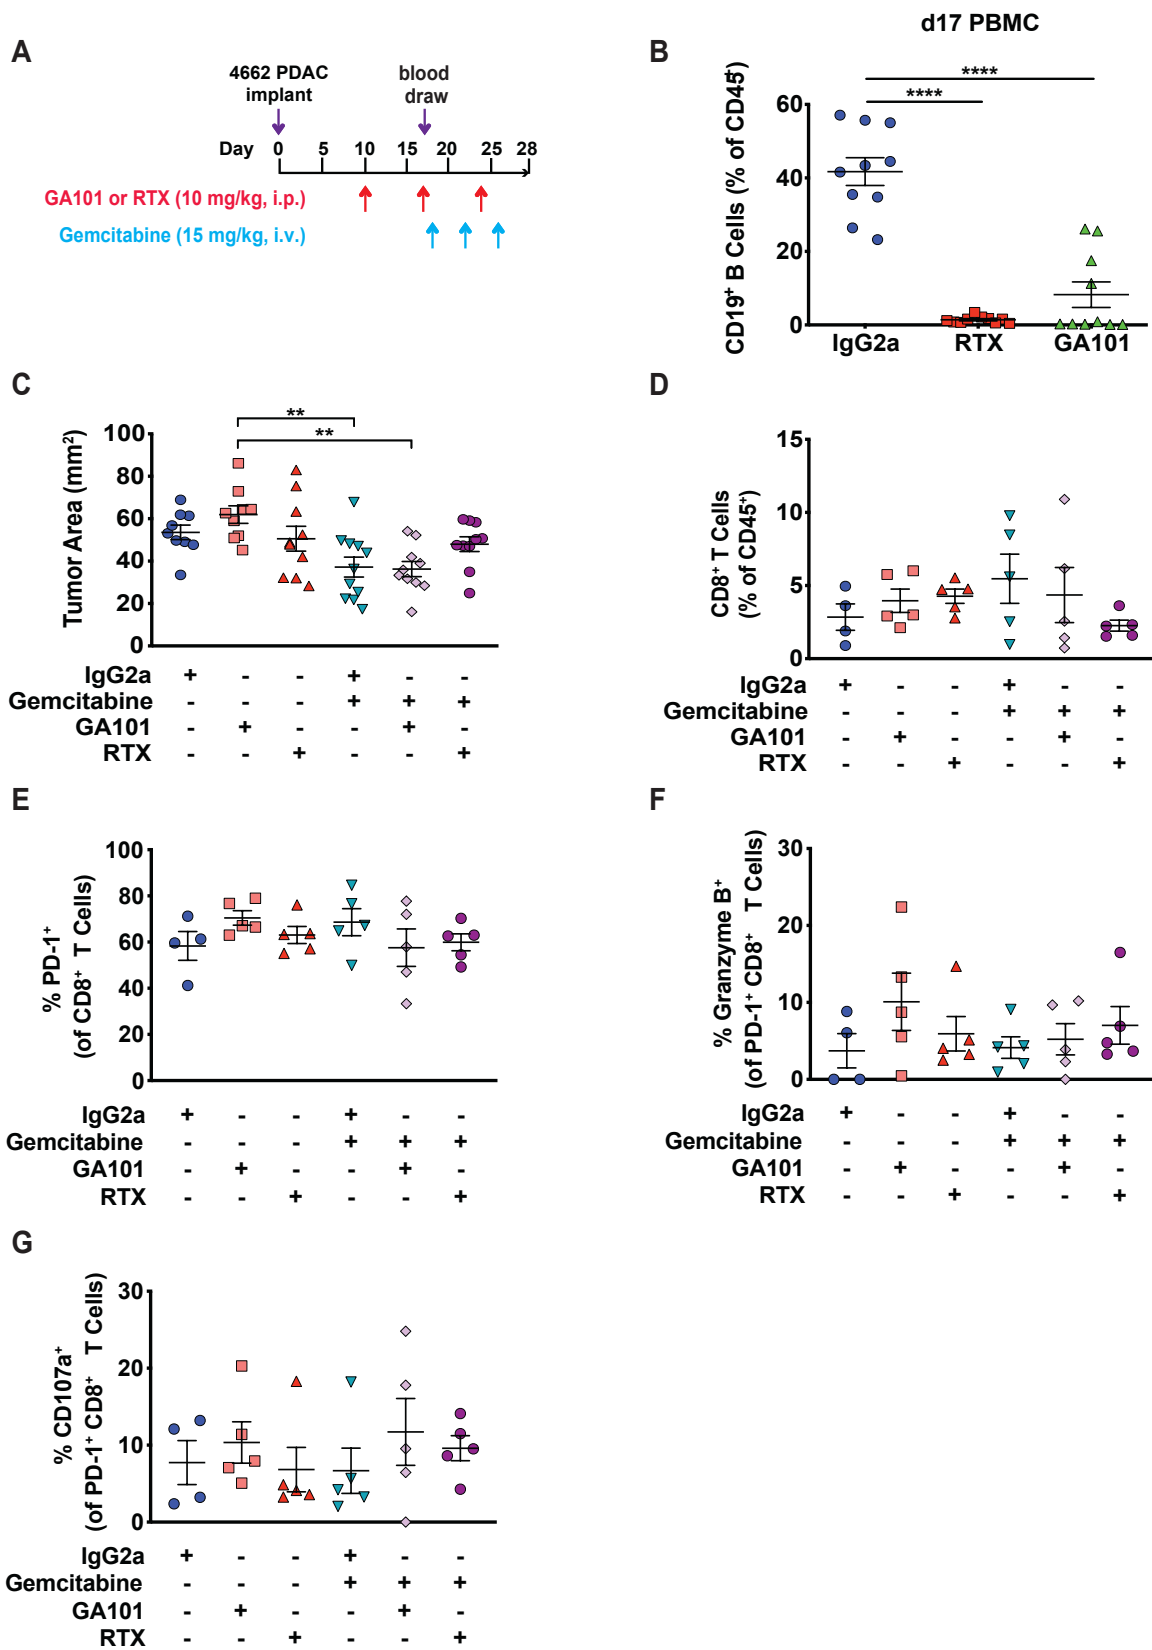 d17 PBMC
A
4662 PDAC
implant
blood
draw
Day 0 5 10 15 20 25 28
GA101 or RTX (10 mg/kg, i.p.)
Gemcitabine (15 mg/kg, i.v.)
B
CD19+ B Cells (% of CD45+)
60
40
20
0
****
****
IgG2a RTX GA101
C
Tumor Area (mm2)
100
80
60
40
20
0
**
**
IgG2a + - - + - -
Gemcitabine - - - + + +
GA101 - + - - + -
RTX - - + - - +
D
CD8+ T Cells
(% of CD45+)
15
10
5
0
IgG2a + - - + - -
Gemcitabine - - - + + +
GA101 - + - - + -
RTX - - + - - +
E
% PD-1+
(of CD8+ T Cells)
100
80
60
40
20
0
IgG2a + - - + - -
Gemcitabine - - - + + +
GA101 - + - - + -
RTX - - + - - +
F
% Granzyme B+
(of PD-1+ CD8+ T Cells)
30
20
10
0
IgG2a + - - + - -
Gemcitabine - - - + + +
GA101 - + - - + -
RTX - - + - - +
G
% CD107a+
(of PD-1+ CD8+ T Cells)
30
20
10
0
IgG2a + - - + - -
Gemcitabine - - - + + +
GA101 - + - - + -
RTX - - + - - +